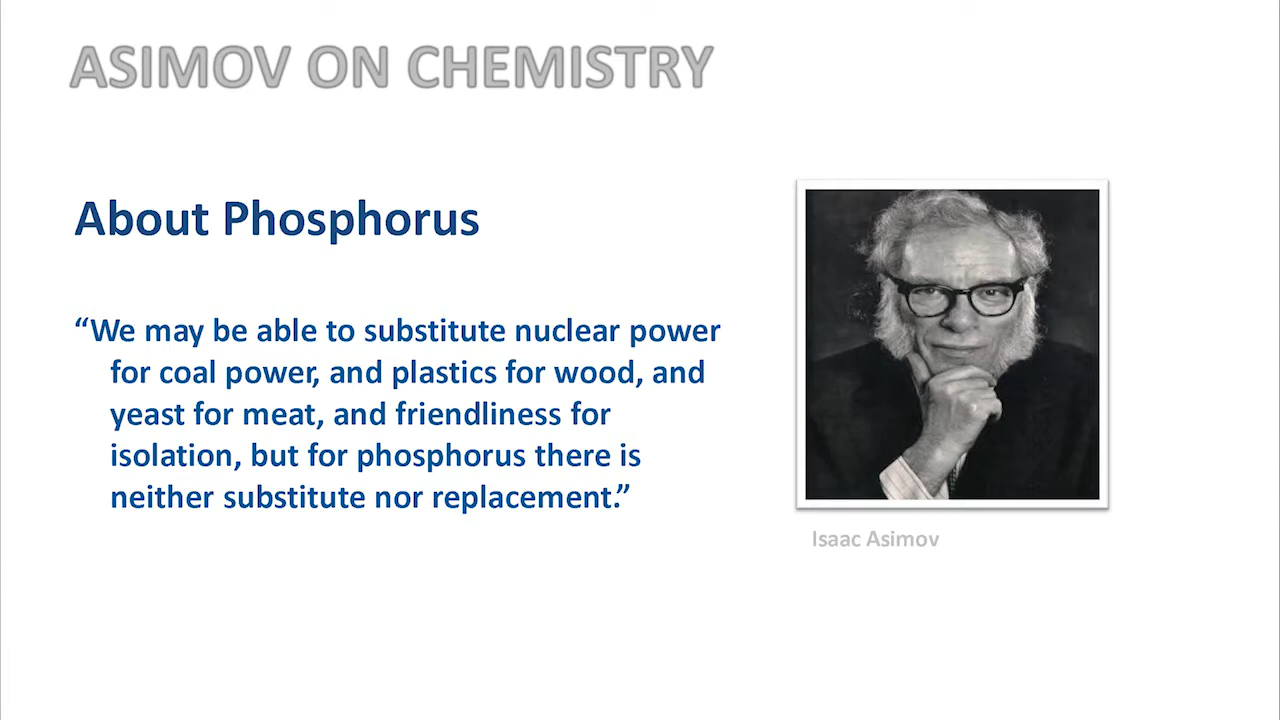 ASIMOV ON CHEMISTRY
About Phosphorus
“We may be able to substitute nuclear power
for coal power, and plastics for wood, and
yeast for meat, and friendliness for
isolation, but for phosphorus there is
neither substitute nor replacement.”
Isaac Asimov